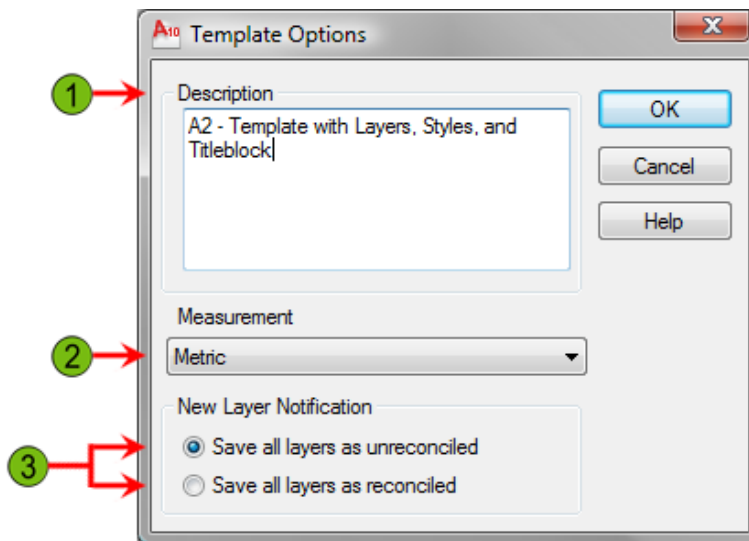 A10 Template Options
1
Description
A2 - Template with Layers, Styles, and
Titleblock
OK
Cancel
Help
Measurement
2
Metric
New Layer Notification
3
Save all layers as unreconciled
Save all layers as reconciled